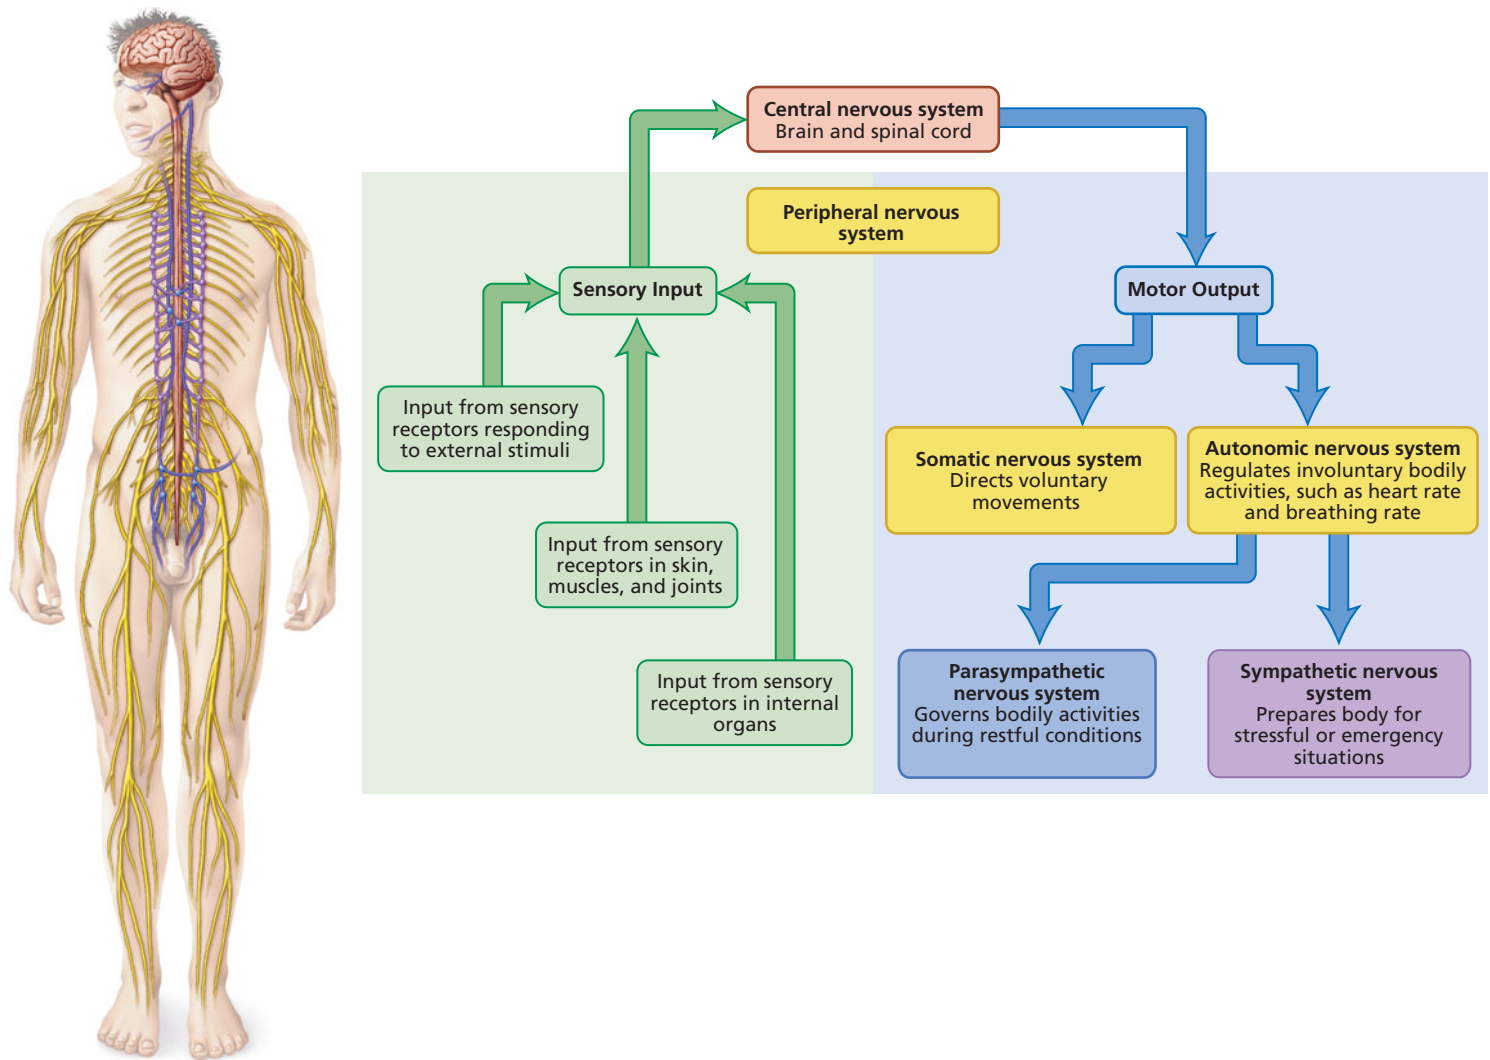 Central nervous system
Brain and spinal cord
Peripheral nervous
system
Sensory Input
Motor Output
Input from sensory
receptors responding
to external stimuli
Input from sensory
receptors in skin,
muscles, and joints
Input from sensory
receptors in internal
organs
Somatic nervous system
Directs voluntary
movements
Autonomic nervous system
Regulates involuntary bodily
activities, such as heart rate
and breathing rate
Parasympathetic
nervous system
Governs bodily activities
during restful conditions
Sympathetic nervous
system
Prepares body for
stressful or emergency
situations